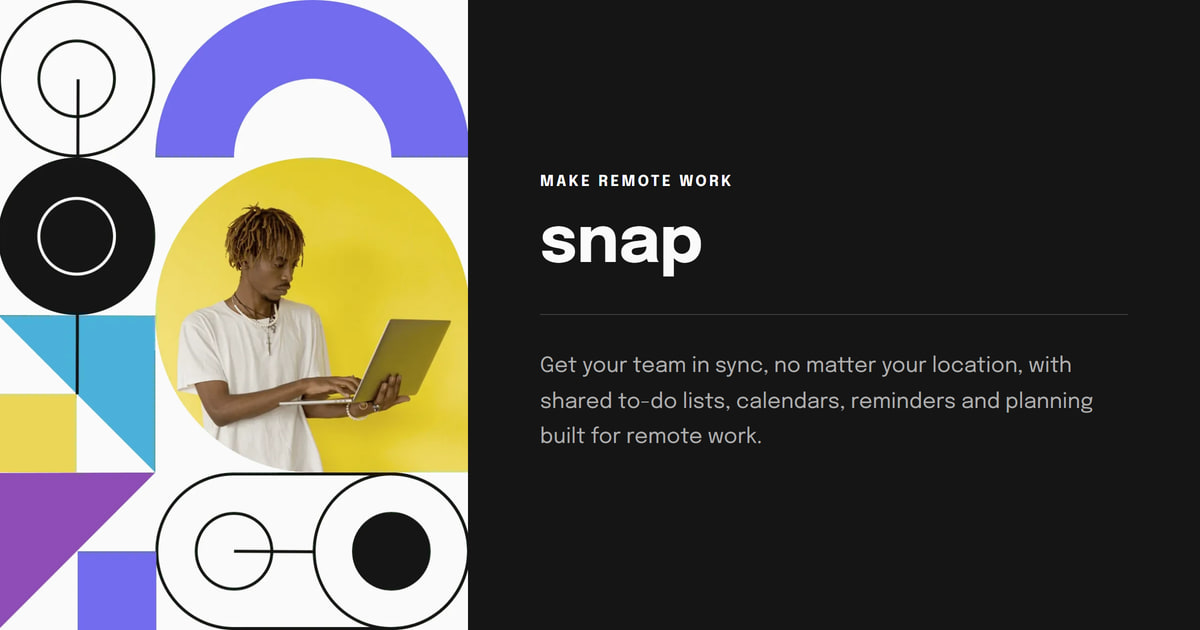 MAKE REMOTE WORK
snap
Get your team in sync, no matter your location, with
shared to-do lists, calendars, reminders and planning
built for remote work.